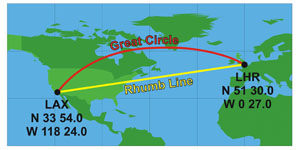 Great Circle
Rhumb Line
LAX
N 33 54.0
W 118 24.0
LHR
N 51 30.0
W 0 27.0